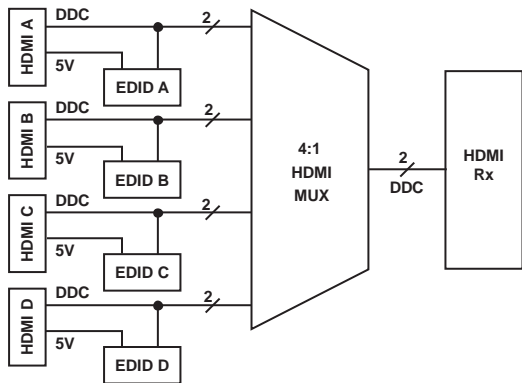 HDMI A
DDC
2
5V
EDID A
HDMI B
DDC
2
5V
EDID B
HDMI C
DDC
2
5V
EDID C
HDMI D
DDC
2
5V
EDID D
4:1
HDMI
MUX
2
DDC
HDMI
Rx